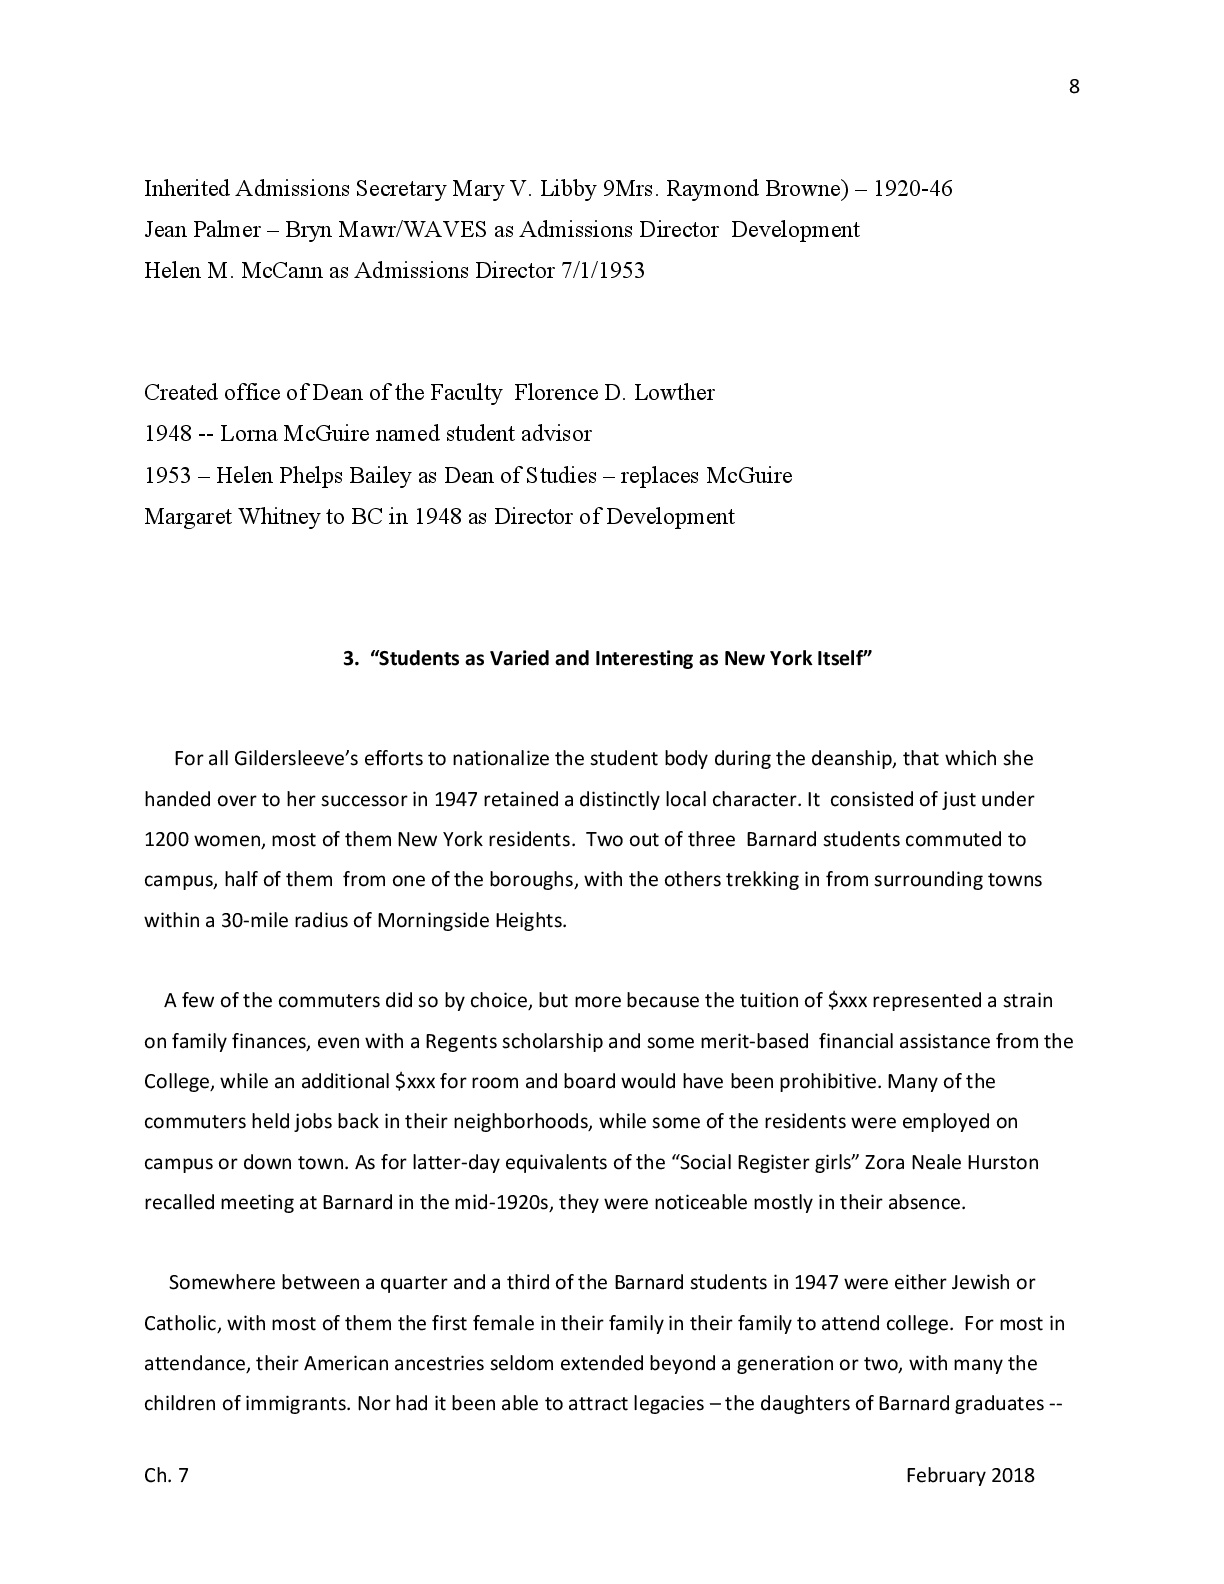 8
Inherited Admissions Secretary Mary V. Libby 9Mrs. Raymond Browne) – 1920-46
Jean Palmer – Bryn Mawr/WAVES as Admissions Director  Development
Helen M. McCann as Admissions Director 7/1/1953
Created office of Dean of the Faculty  Florence D. Lowther
1948 -- Lorna McGuire named student advisor
1953 – Helen Phelps Bailey as Dean of Studies – replaces McGuire
Margaret Whitney to BC in 1948 as Director of Development
3.  “Students as Varied and Interesting as New York Itself”
For all Gildersleeve’s efforts to nationalize the student body during the deanship, that which she
handed over to her successor in 1947 retained a distinctly local character. It  consisted of just under
1200 women, most of them New York residents.  Two out of three  Barnard students commuted to
campus, half of them  from one of the boroughs, with the others trekking in from surrounding towns
within a 30-mile radius of Morningside Heights.
A few of the commuters did so by choice, but more because the tuition of $xxx represented a strain
on family finances, even with a Regents scholarship and some merit-based  financial assistance from the
College, while an additional $xxx for room and board would have been prohibitive. Many of the
commuters held jobs back in their neighborhoods, while some of the residents were employed on
campus or down town. As for latter-day equivalents of the “Social Register girls” Zora Neale Hurston
recalled meeting at Barnard in the mid-1920s, they were noticeable mostly in their absence.
Somewhere between a quarter and a third of the Barnard students in 1947 were either Jewish or
Catholic, with most of them the first female in their family in their family to attend college.  For most in
attendance, their American ancestries seldom extended beyond a generation or two, with many the
children of immigrants. Nor had it been able to attract legacies – the daughters of Barnard graduates --
Ch. 7 February 2018